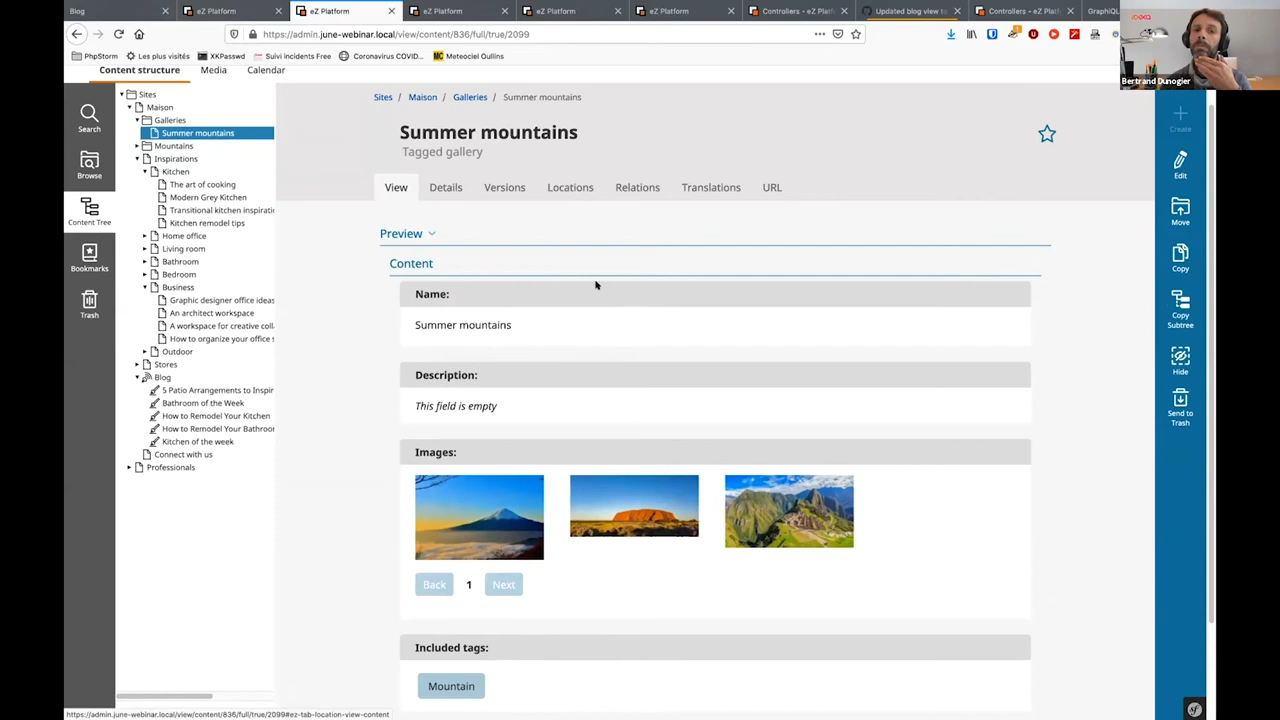 Blog
eZ Platform
eZ Platform
eZ Platform
eZ Platform
eZ Platform
Controllers - eZ Platf
Updated blog view to
Controllers - eZ Platf
GraphiQL
https://admin.june-webinar.local/view/content/836/full/true/2099
PhpStorm
Les plus visités
XKPasswd
Suivi incidents Free
Coronavirus COVID...
Meteociel Oullins
Bertrand Dunogier
Content structure
Media
Calendar
Search
Browse
Content Tree
Bookmarks
Trash
Sites
Maison
Galleries
Summer mountains
Mountains
Inspirations
Kitchen
The art of cooking
Modern Grey Kitchen
Transitional kitchen inspiratio
Kitchen remodel tips
Home office
Living room
Bathroom
Bedroom
Business
Graphic designer office ideas
An architect workspace
A workspace for creative coll
How to organize your office s
Outdoor
Stores
Blog
5 Patio Arrangements to Inspir
Bathroom of the Week
How to Remodel Your Kitchen
How to Remodel Your Bathroon
Kitchen of the week
Connect with us
Professionals
Sites / Maison / Galleries / Summer mountains
Summer mountains
Tagged gallery
View
Details
Versions
Locations
Relations
Translations
URL
Preview
Content
Name:
Summer mountains
Description:
This field is empty
Images:
Back
1
Next
Included tags:
Mountain
Create
Edit
Move
Copy
Copy
Subtree
Hide
Send to
Trash
https://admin.june-webinar.local/view/content/836/full/true/2099#ez-tab-location-view-content